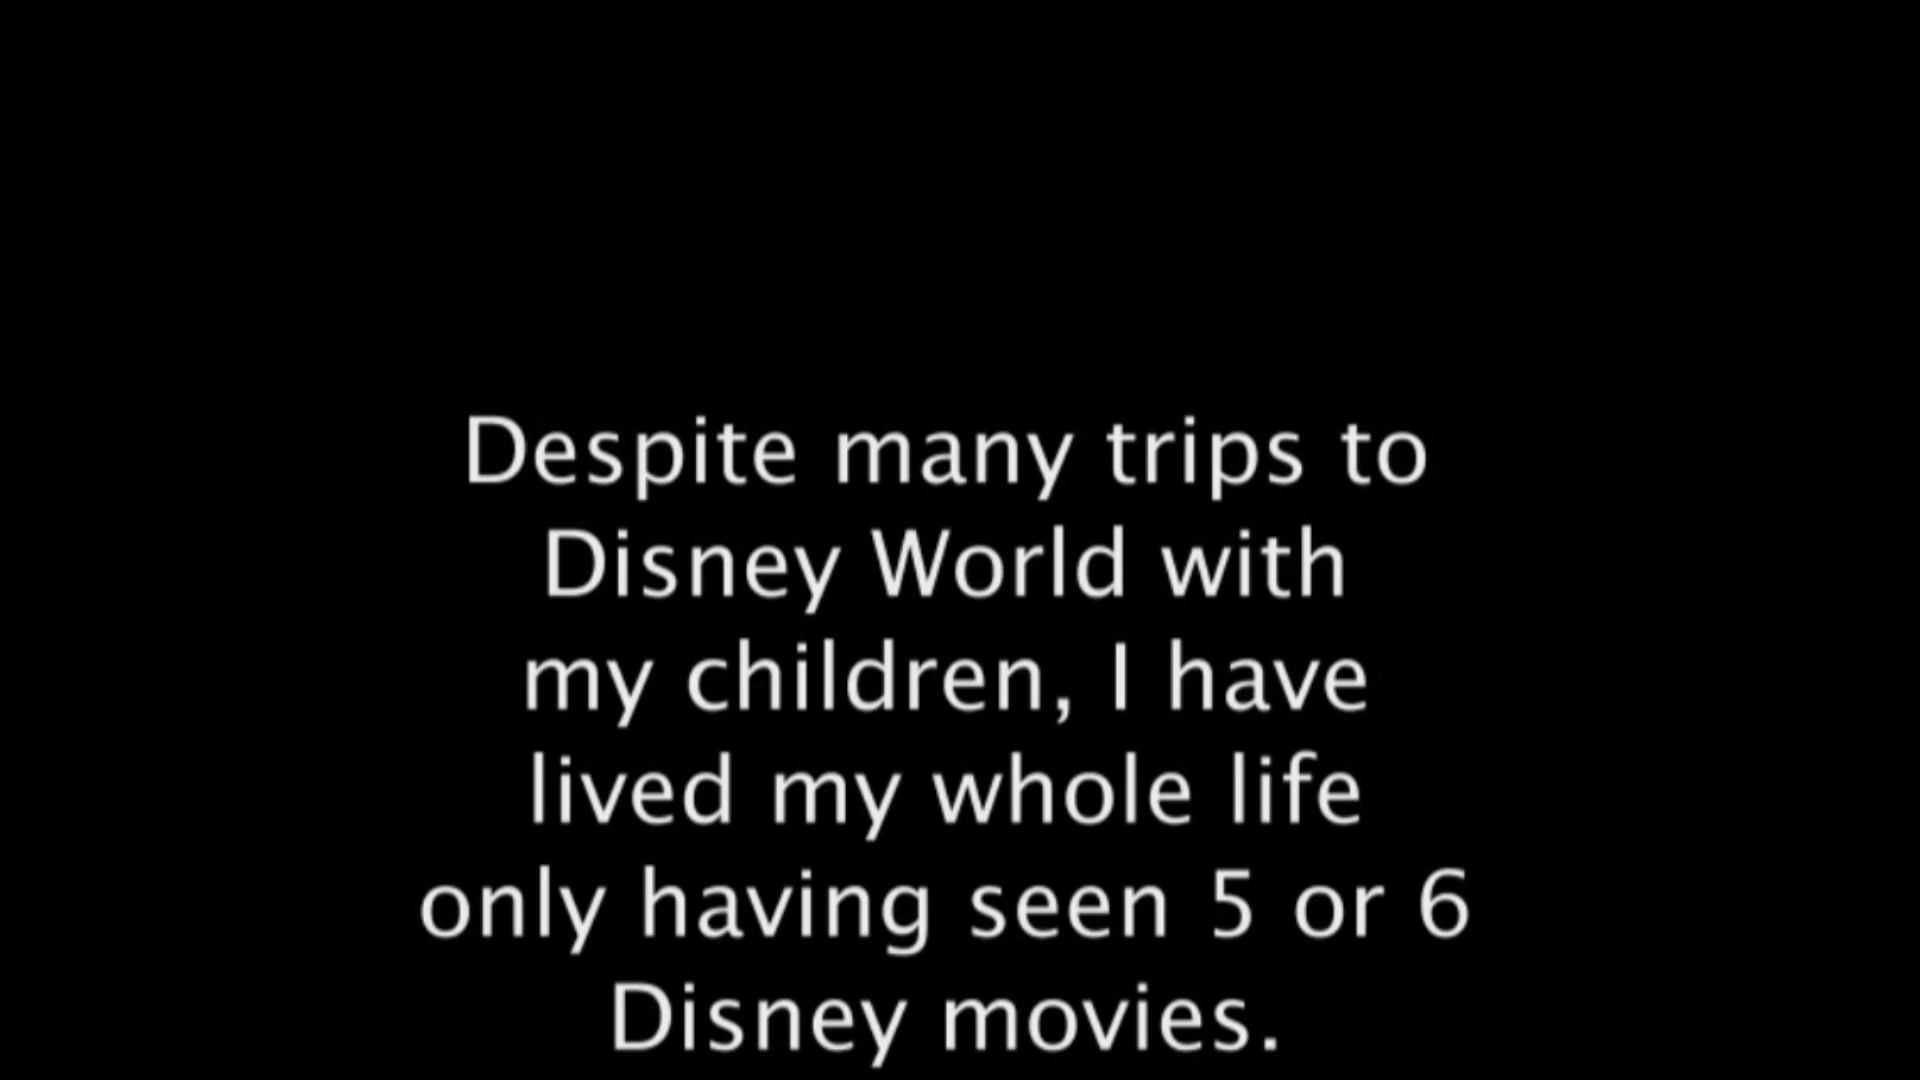 Despite many trips to
Disney World with
my children, I have
lived my whole life
only having seen 5 or 6
Disney movies.